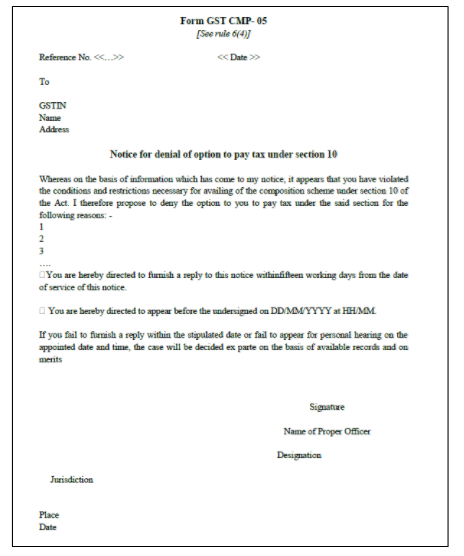 Form GST CMP- 05
[See rule 6(4)]
Reference No. <<…>> << Date >>
To
GSTIN
Name
Address
Notice for denial of option to pay tax under section 10
Whereas on the basis of information which has come to my notice, it appears that you have violated
the conditions and restrictions necessary for availing of the composition scheme under section 10 of
the Act. I therefore propose to deny the option to you to pay tax under the said section for the
following reasons: -
1
2
3
….
□You are hereby directed to furnish a reply to this notice withinfifteen working days from the date
of service of this notice.
□ You are hereby directed to appear before the undersigned on DD/MM/YYYY at HH/MM.
If you fail to furnish a reply within the stipulated date or fail to appear for personal hearing on the
appointed date and time, the case will be decided ex parte on the basis of available records and on
merits
Signature
Name of Proper Officer
Designation
Jurisdiction
Place
Date